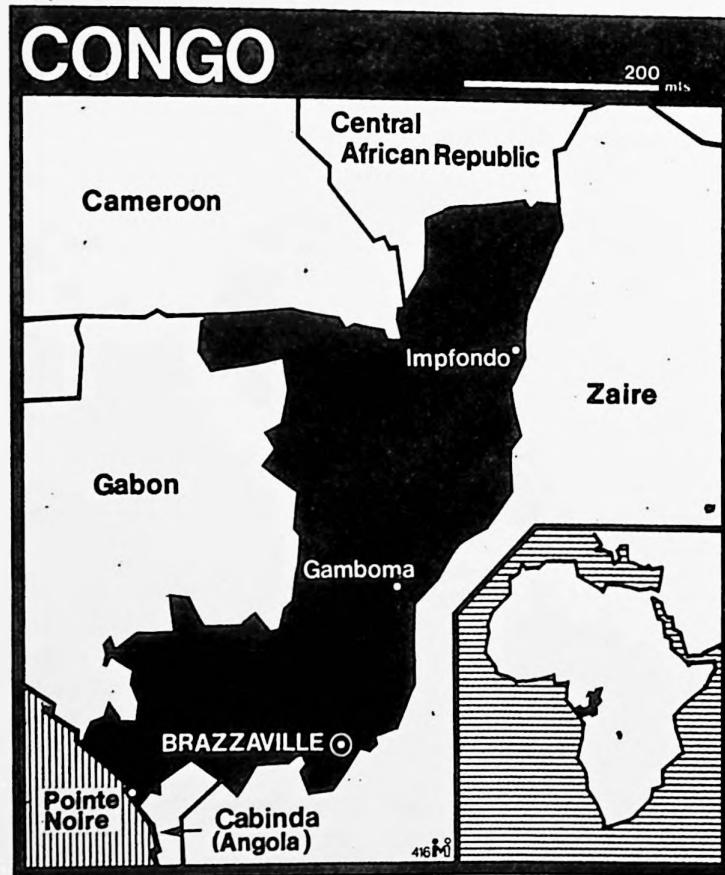 CONGO
200
mls
Central
African Republic
Cameroon
Impfondo
Zaire
Gabon
Gamboma
BRAZZAVILLE
Pointe
Noire
Cabinda
(Angola)
416